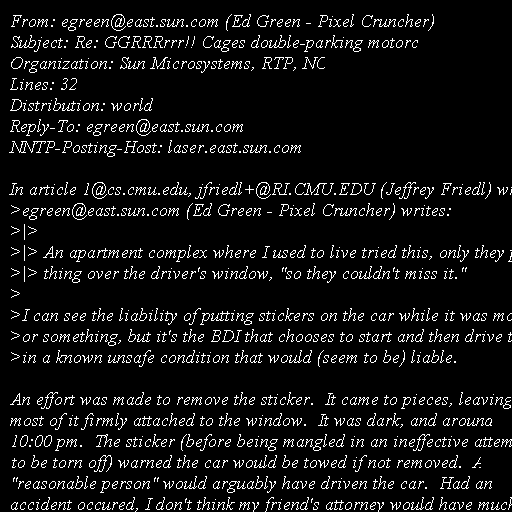 From: egreen@east.sun.com (Ed Green - Pixel Cruncher)
Subject: Re: GGRRRrrr!! Cages double-parking motorc
Organization: Sun Microsystems, RTP, NC
Lines: 32
Distribution: world
Reply-To: egreen@east.sun.com
NNTP-Posting-Host: laser.east.sun.com

In article 1@cs.cmu.edu, jfriedl+@RI.CMU.EDU (Jeffrey Friedl) wr
>egreen@east.sun.com (Ed Green - Pixel Cruncher) writes:
>|>
>|> An apartment complex where I used to live tried this, only they p
>|> thing over the driver's window, "so they couldn't miss it."
>
>I can see the liability of putting stickers on the car while it was mo
>or something, but it's the BDI that chooses to start and then drive t
>in a known unsafe condition that would (seem to be) liable.

An effort was made to remove the sticker.  It came to pieces, leaving
most of it firmly attached to the window.  It was dark, and around
10:00 pm.  The sticker (before being mangled in an ineffective attem
to be torn off) warned the car would be towed if not removed.  A
"reasonable person" would arguably have driven the car.  Had an
accident occured, I don't think my friend's attorney would have much